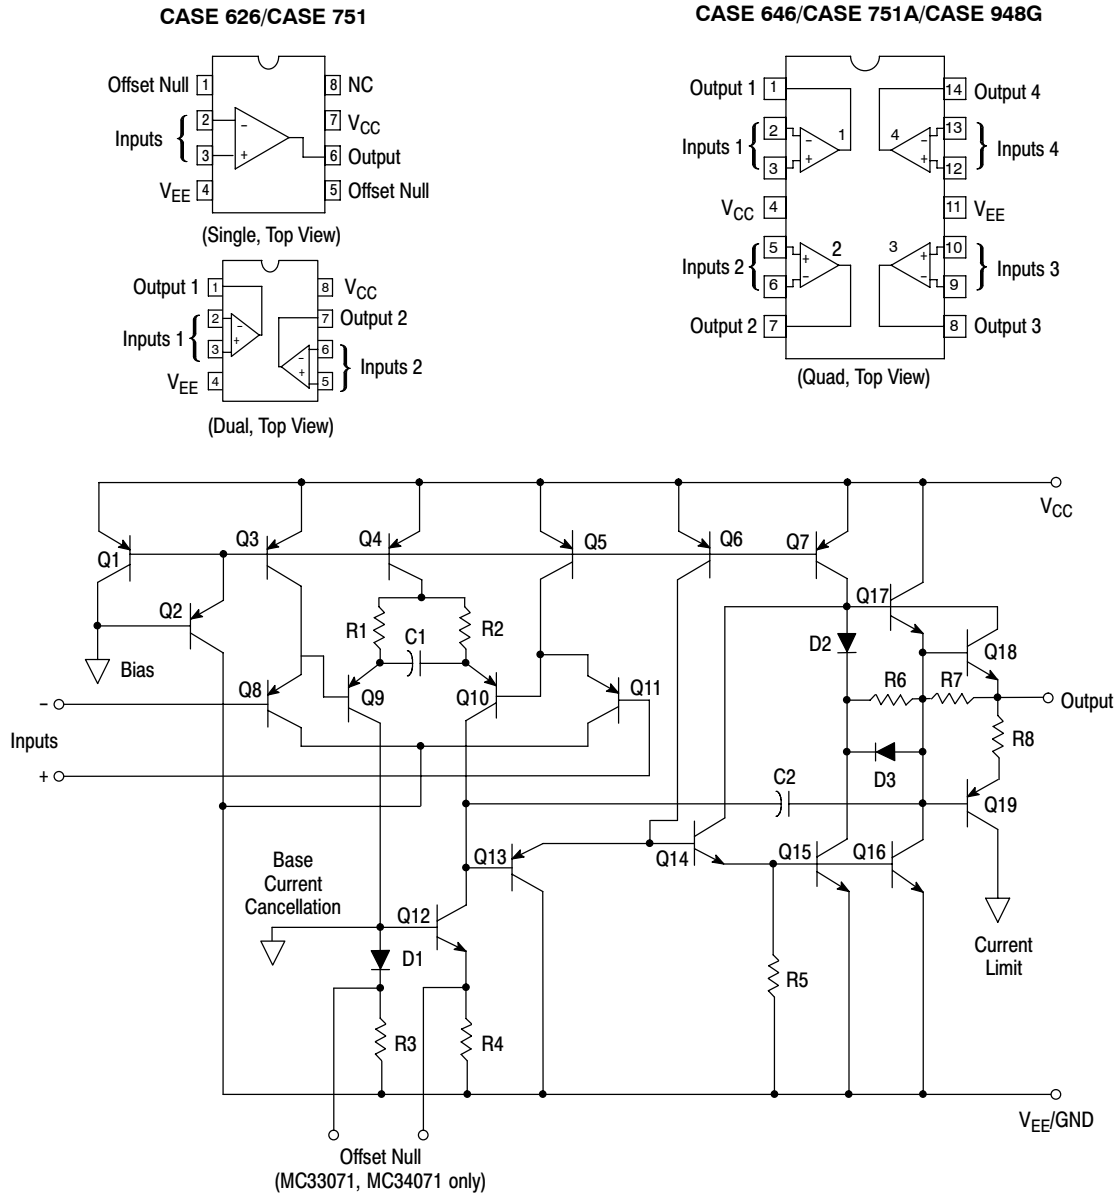 CASE 626/CASE 751
Offset Null 1
8 NC
Inputs
2
−
7 VCC
3
+
6 Output
VEE 4
5 Offset Null
(Single, Top View)
Output 1 1
8 VCC
Inputs 1
2
−
7 Output 2
3
+
6
−
Inputs 2
VEE 4
+
5
(Dual, Top View)
CASE 646/CASE 751A/CASE 948G
Output 1 1
14 Output 4
Inputs 1
2
−
1
4
−
13
Inputs 4
3
+
+
12
VCC 4
11 VEE
Inputs 2
5
+
2
3
+
10
Inputs 3
6
−
−
9
Output 2 7
8 Output 3
(Quad, Top View)
VCC
Q1
Q3
Q4
Q5
Q6
Q7
Q2
Q17
Bias
R1
C1
R2
D2
Q18
Q8
Q9
Q10
Q11
R6
R7
−
Output
Inputs
R8
+
D3
C2
Q19
Q13
Q14
Q15
Q16
Base
Current
Cancellation
Q12
D1
R5
Current
Limit
R3
R4
VEE/GND
Offset Null
(MC33071, MC34071 only)